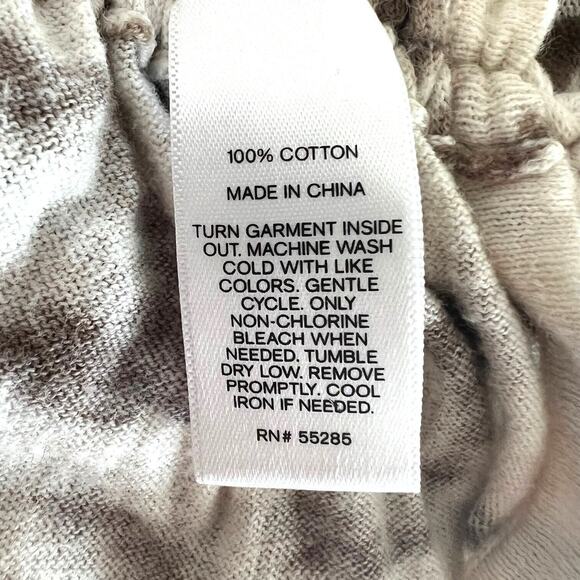 100% COTTON
MADE IN CHINA
TURN GARMENT INSIDE
OUT. MACHINE WASH
COLD WITH LIKE
COLORS. GENTLE
CYCLE. ONLY
NON-CHLORINE
BLEACH WHEN
NEEDED. TUMBLE
DRY LOW. REMOVE
PROMPTLY. COOL
IRON IF NEEDED.
RN# 55285